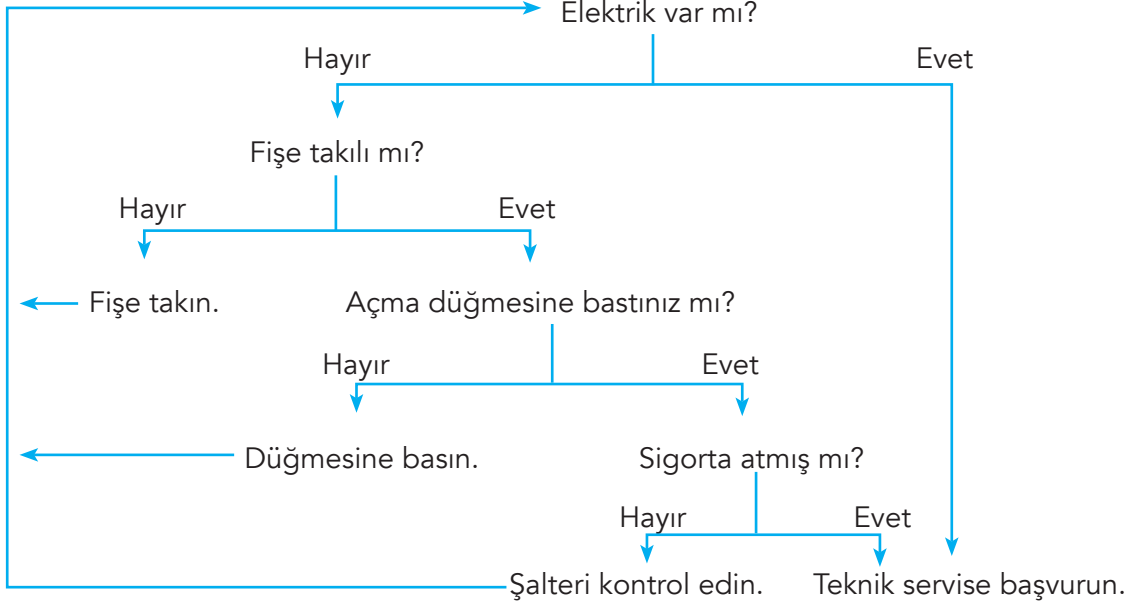 Elektrik var mı?
Hayır Evet
Fişe takılı mı?
Hayır Evet
Fişe takın. Açma düğmesine bastınız mı?
Hayır Evet
Düğmesine basın. Sigorta atmış mı?
Hayır Evet
Şalteri kontrol edin. Teknik servise başvurun.